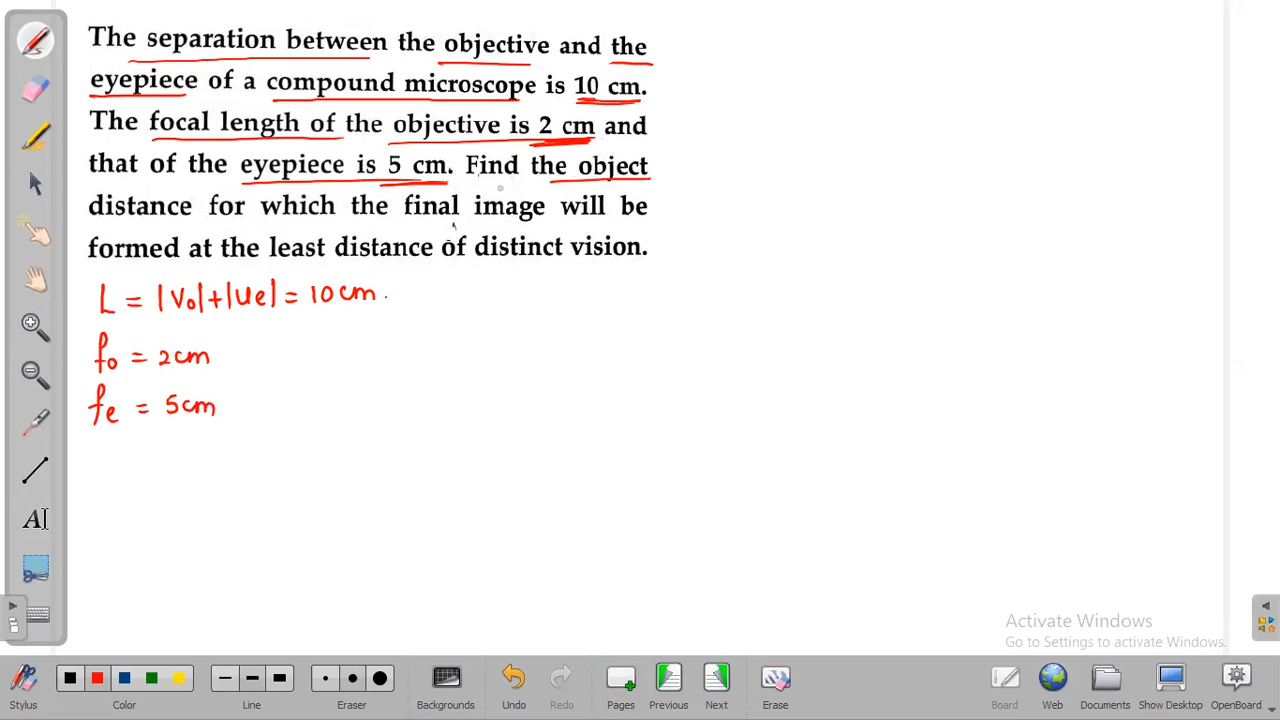 The separation between the objective and the
eyepiece of a compound microscope is 10 cm.
The focal length of the objective is 2 cm and
that of the eyepiece is 5 cm. Find the object
distance for which the final image will be
formed at the least distance of distinct vision.
L = |Vo|+|Ue| = 10cm.
fo = 2cm
fe = 5cm
A
Activate Windows
Go to Settings to activate Windows.
Stylus Color Line Eraser Backgrounds Undo Redo Pages Previous Next Erase Board Web Documents Show Desktop OpenBoard